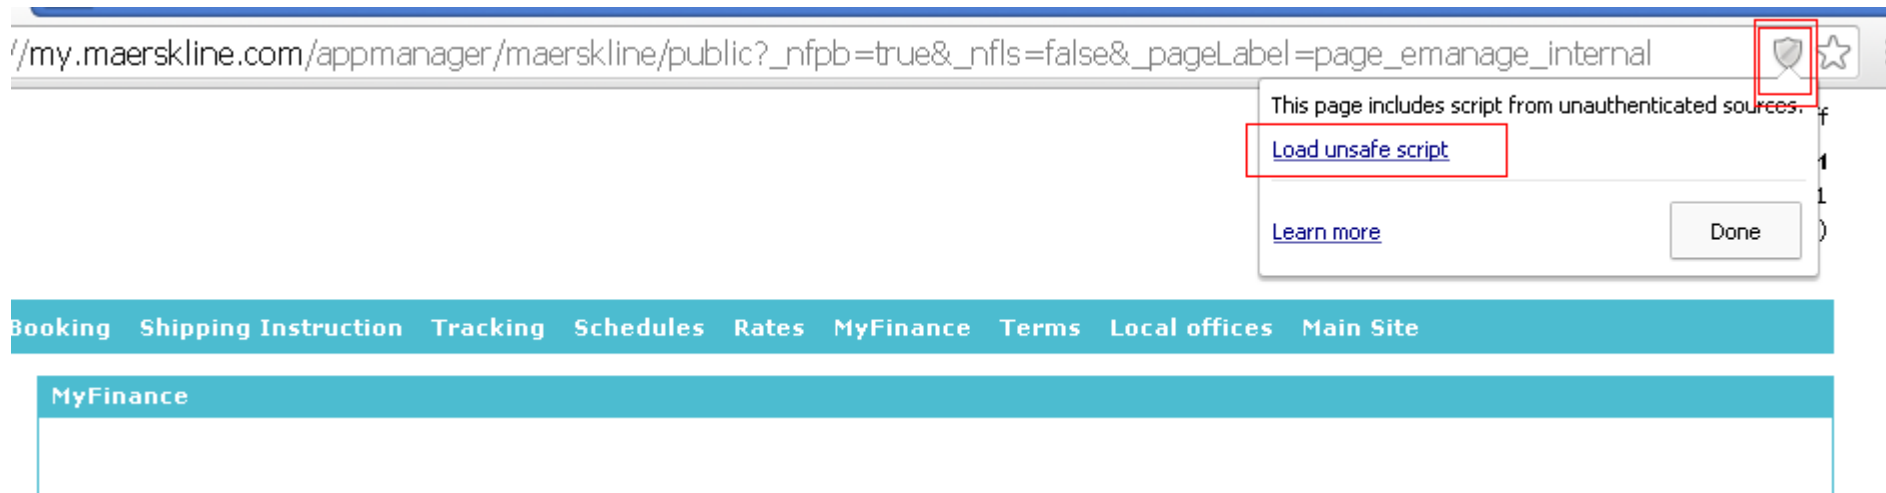 //my.maerskline.com/appmanager/maerskline/public?_nfpb=true&_nfls=false&_pageLabel=page_emanage_internal
This page includes script from unauthenticated sources.
f
Load unsafe script
1
1
Learn more
Done
)
Booking Shipping Instruction Tracking Schedules Rates MyFinance Terms Local offices Main Site
MyFinance